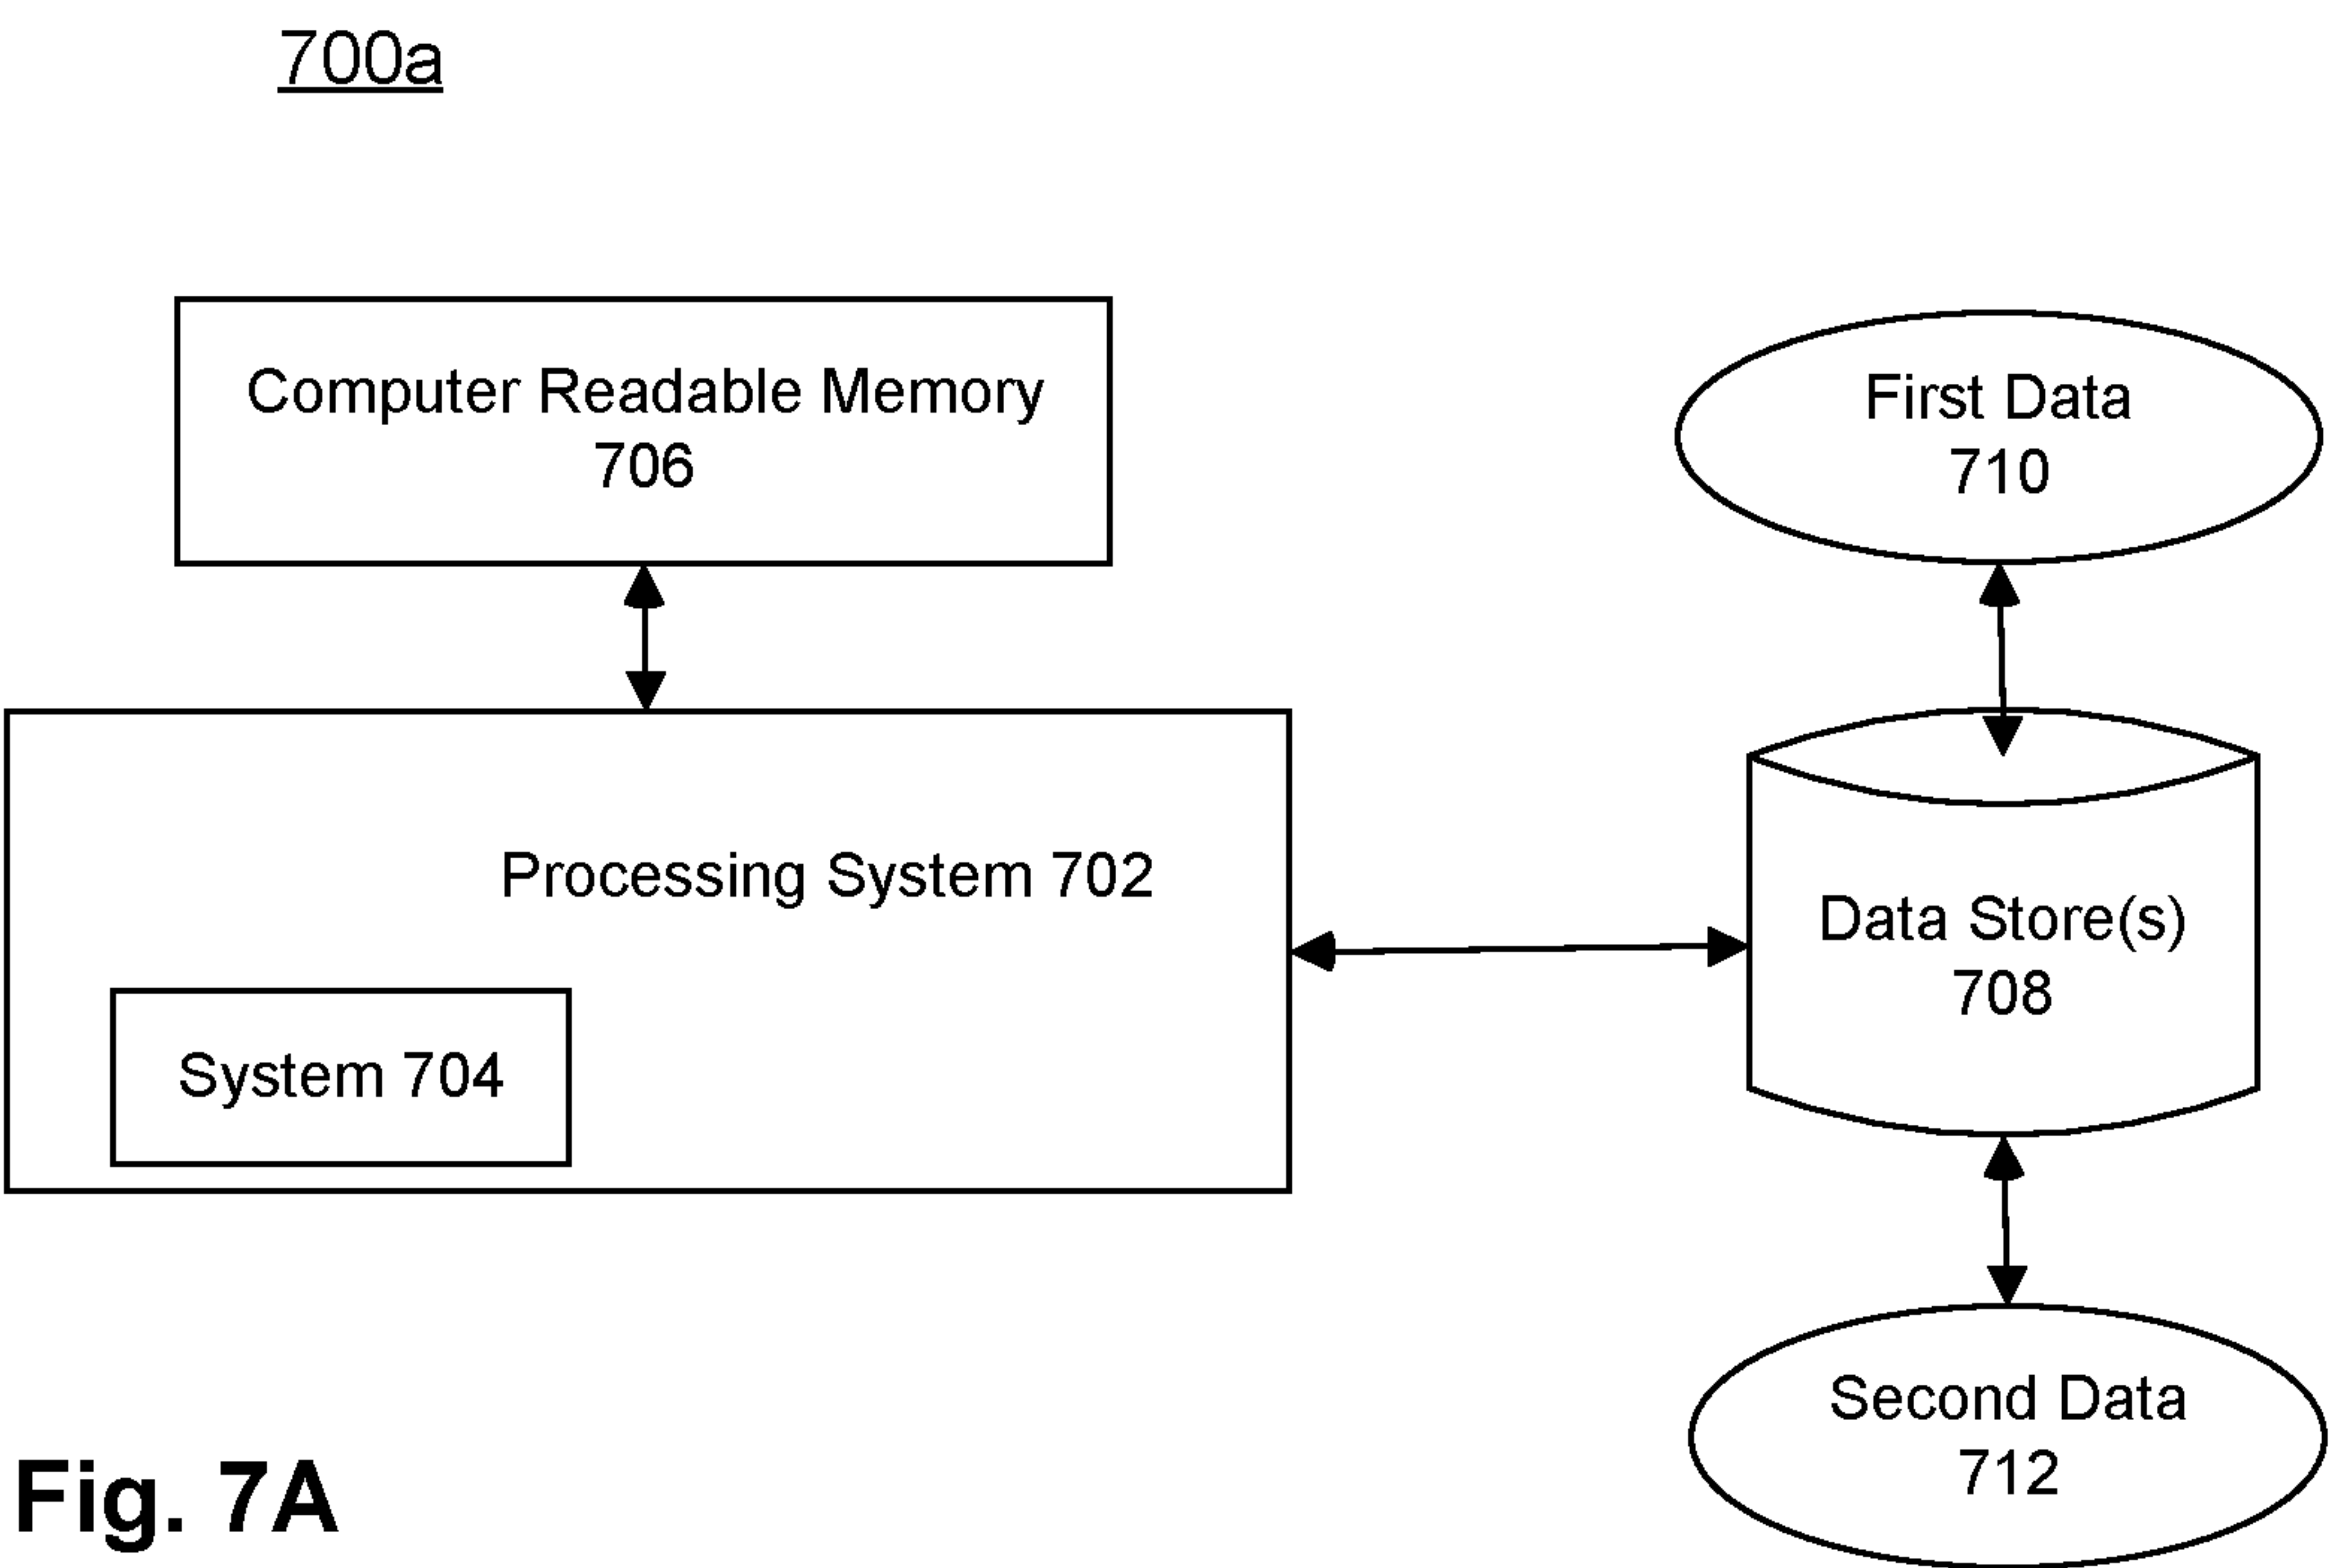 700a
Computer Readable Memory
706
First Data
710
Processing System 702
System 704
Data Store(s)
708
Second Data
712
Fig. 7A